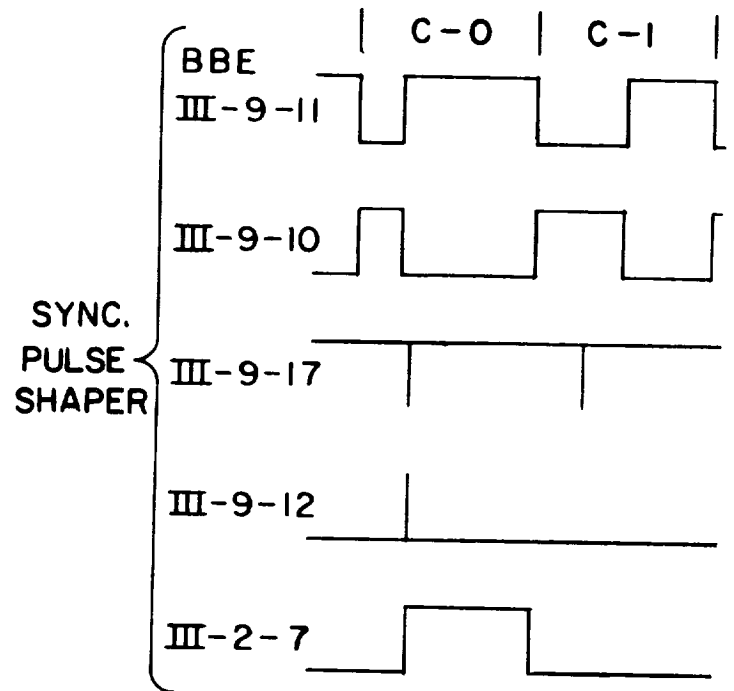 | C-0 | C-1 |
BBE
III-9-11
III-9-10
SYNC.
PULSE
SHAPER
III-9-17
III-9-12
III-2-7